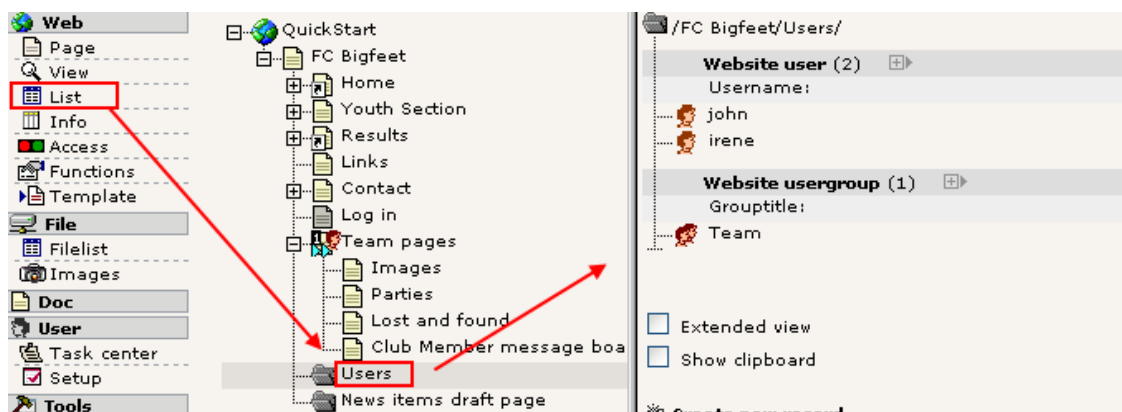 Web
Page
View
List
Info
Access
Functions
Template
File
Filelist
Images
Doc
User
Task center
Setup
Tools
QuickStart
FC Bigfeet
Home
Youth Section
Results
Links
Contact
Log in
Team pages
Images
Parties
Lost and found
Club Member message boa
Users
News items draft page
/FC Bigfeet/Users/
Website user (2)
Username:
john
irene
Website usergroup (1)
Grouptitle:
Team
Extended view
Show clipboard
Create new record